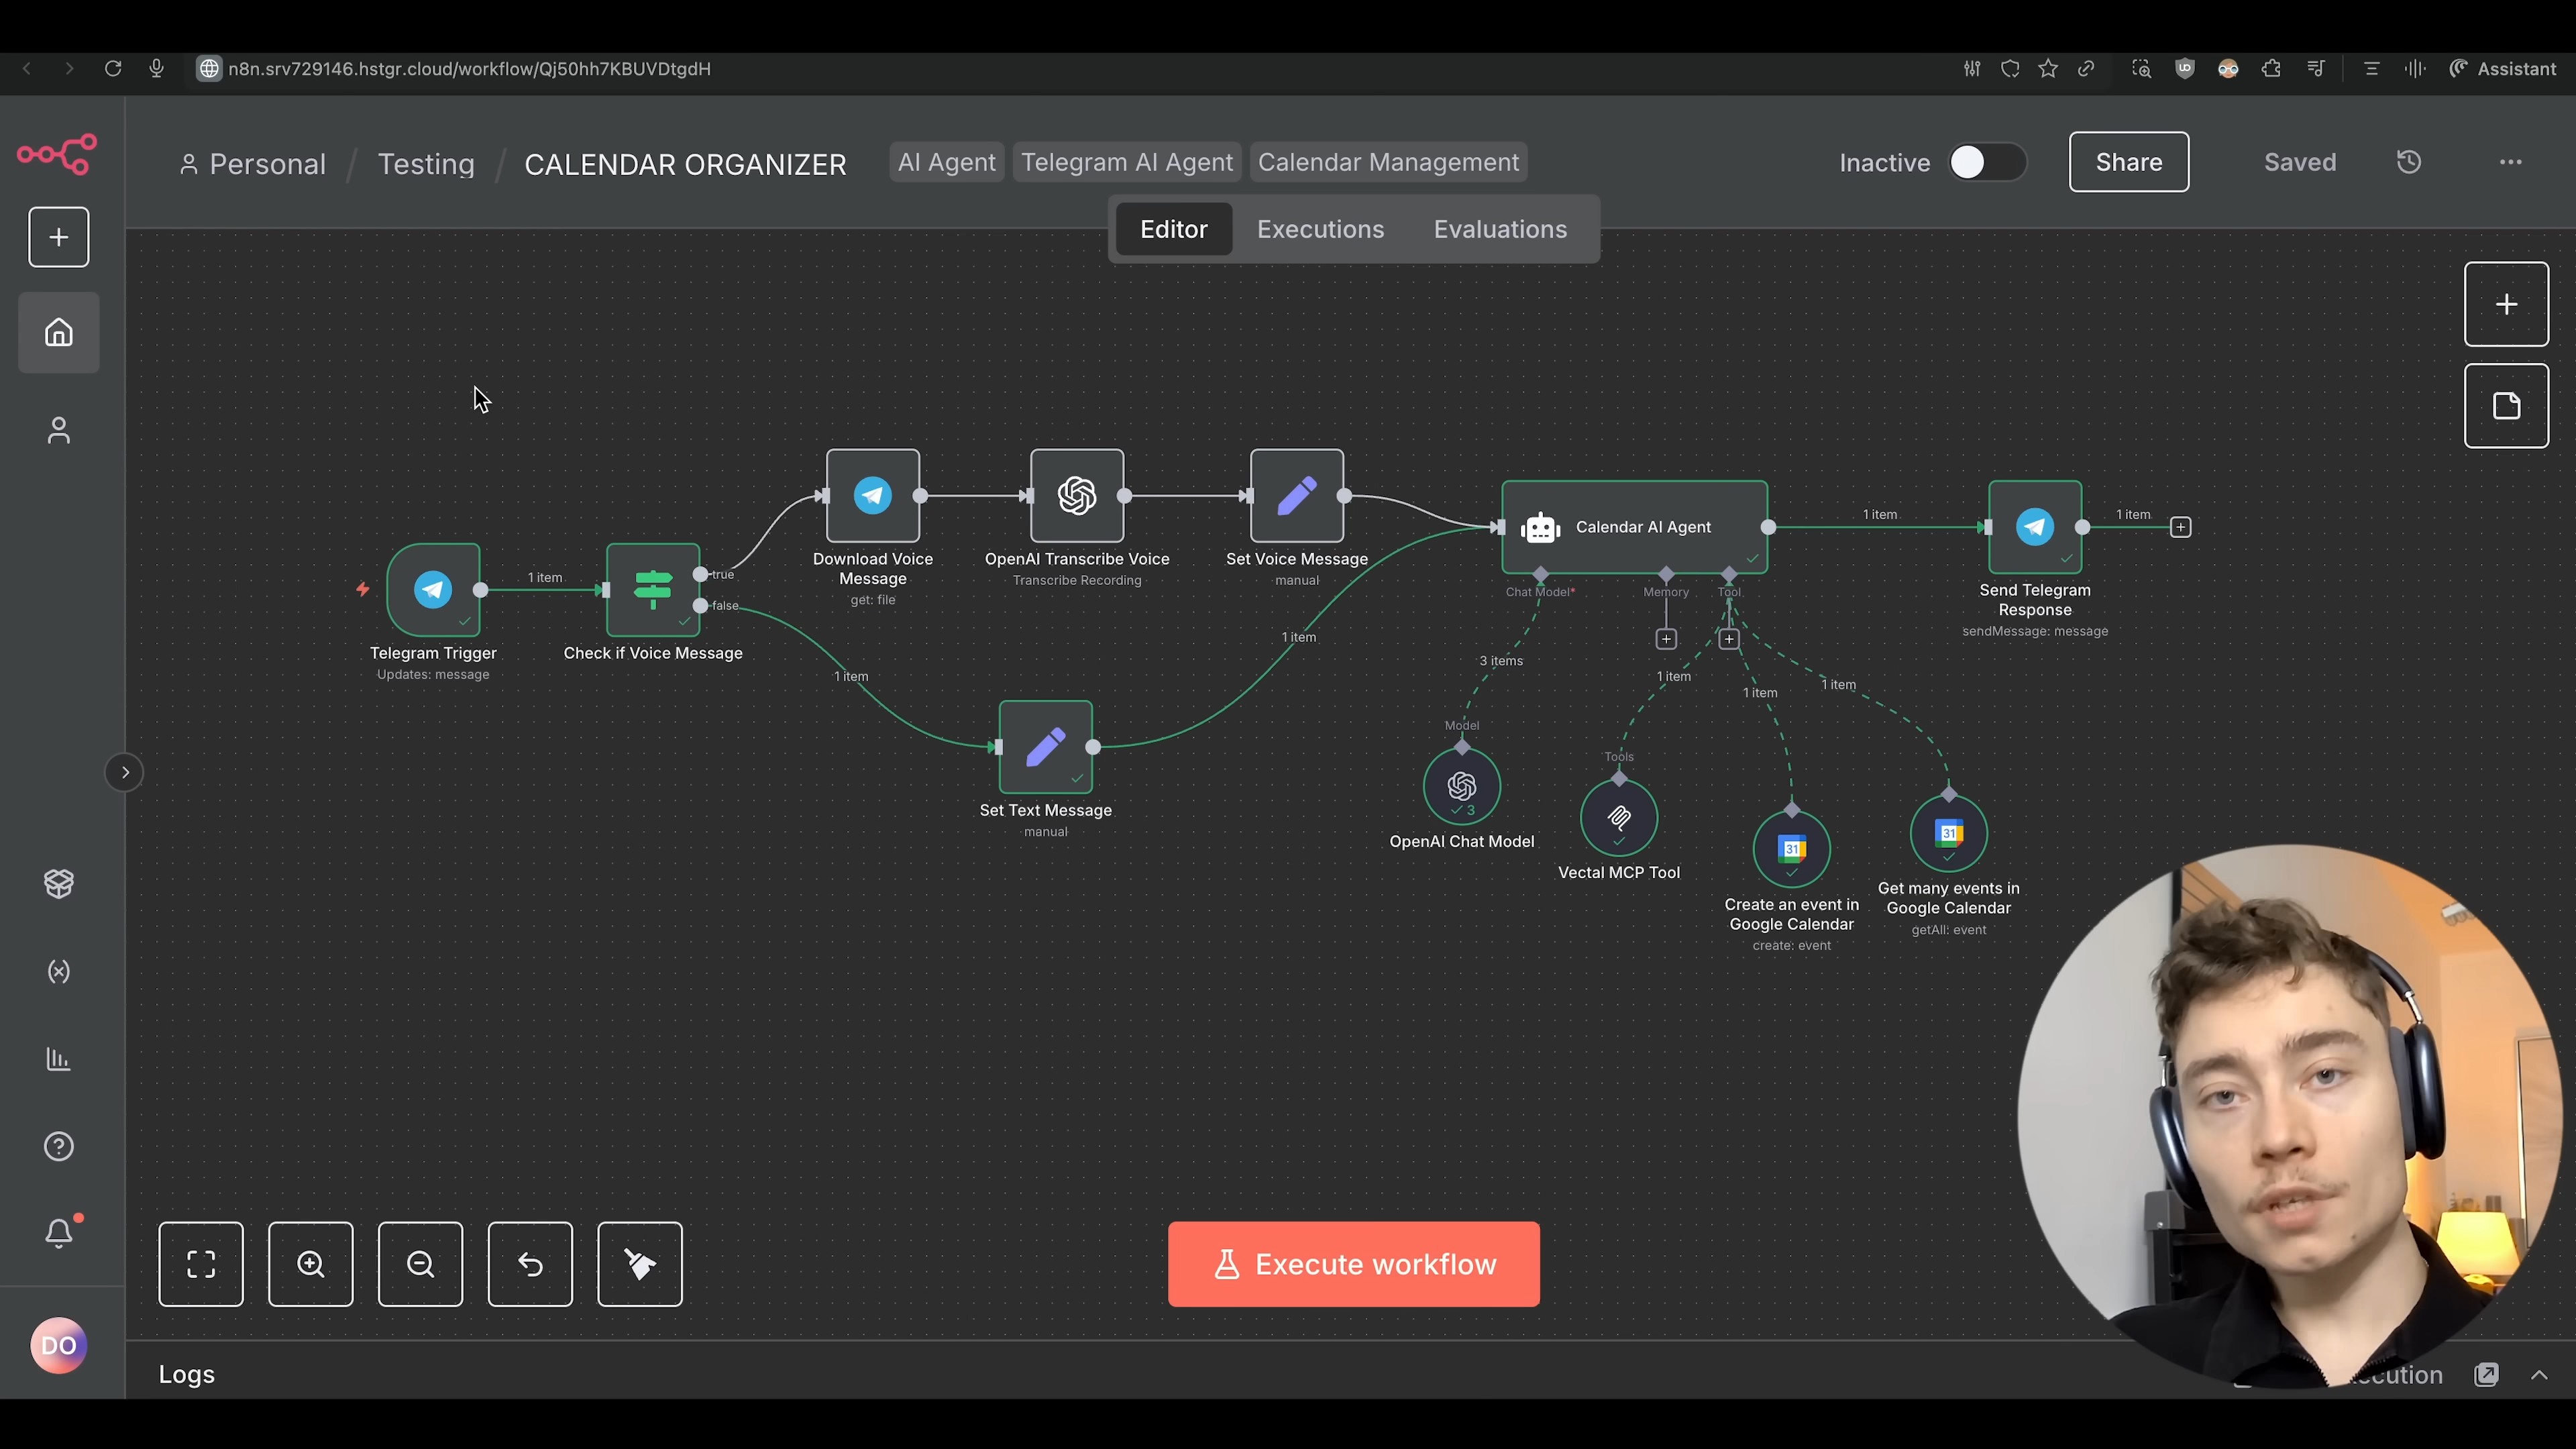 n8n.srv729146.hstgr.cloud/workflow/Qj50hh7KBUVDtgdH
Assistant
Personal / Testing / CALENDAR ORGANIZER
AI Agent
Telegram AI Agent
Calendar Management
Inactive
Share
Saved
Editor
Executions
Evaluations
Telegram Trigger
Updates: message
1 item
Check if Voice Message
true
false
Download Voice
Message
get: file
OpenAI Transcribe Voice
Transcribe Recording
Set Voice Message
manual
1 item
Set Text Message
manual
1 item
Calendar AI Agent
Chat Model*
Memory
Tool
1 item
Send Telegram
Response
sendMessage: message
1 item
3 items
1 item
1 item
1 item
Model
3
OpenAI Chat Model
Tools
Vectal MCP Tool
31
Create an event in
Google Calendar
create: event
31
Get many events in
Google Calendar
getAll: event
Execute workflow
DO
Logs